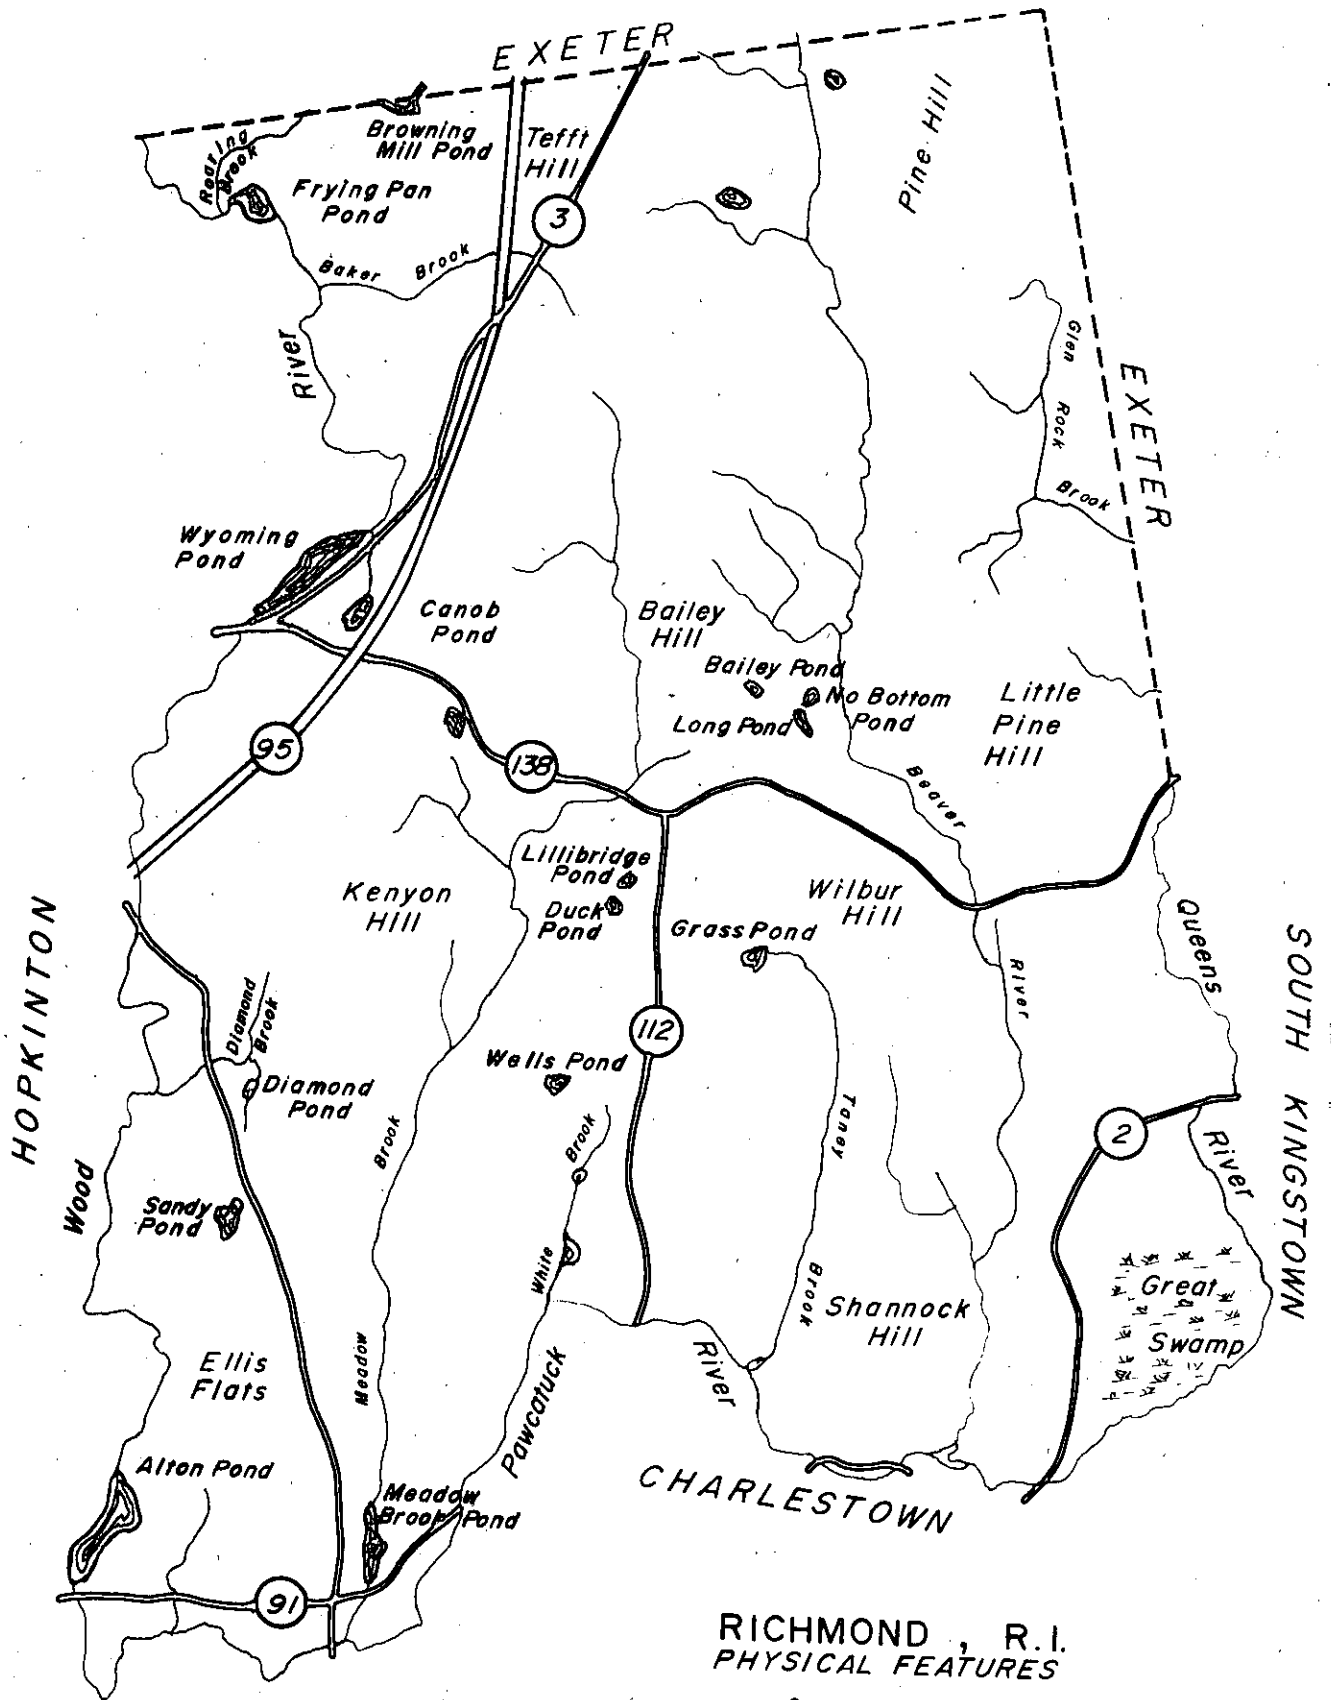 EXETER
Browning
Mill Pond
Tefft
Hill
Roaring
Brook
Frying Pan
Pond
Pine Hill
3
Baker Brook
River
Glen Rock Brook
EXETER
Wyoming
Pond
Canob
Pond
Bailey
Hill
Bailey Pond
No Bottom
Pond
Long Pond
Little
Pine
Hill
95
138
Beaver
River
Lillibridge
Pond
Duck
Pond
Kenyon
Hill
Wilbur
Hill
Grass Pond
Queens
River
HOPKINTON
SOUTH KINGSTOWN
Diamond
Brook
Diamond
Pond
Wells Pond
112
Taney
Brook
2
Wood
Sandy
Pond
Meadow
Brook
White
Brook
Great
Swamp
Shannock
Hill
Ellis
Flats
Pawcatuck
River
Alton Pond
Meadow
Brook Pond
CHARLESTOWN
91
RICHMOND , R.I.
PHYSICAL FEATURES